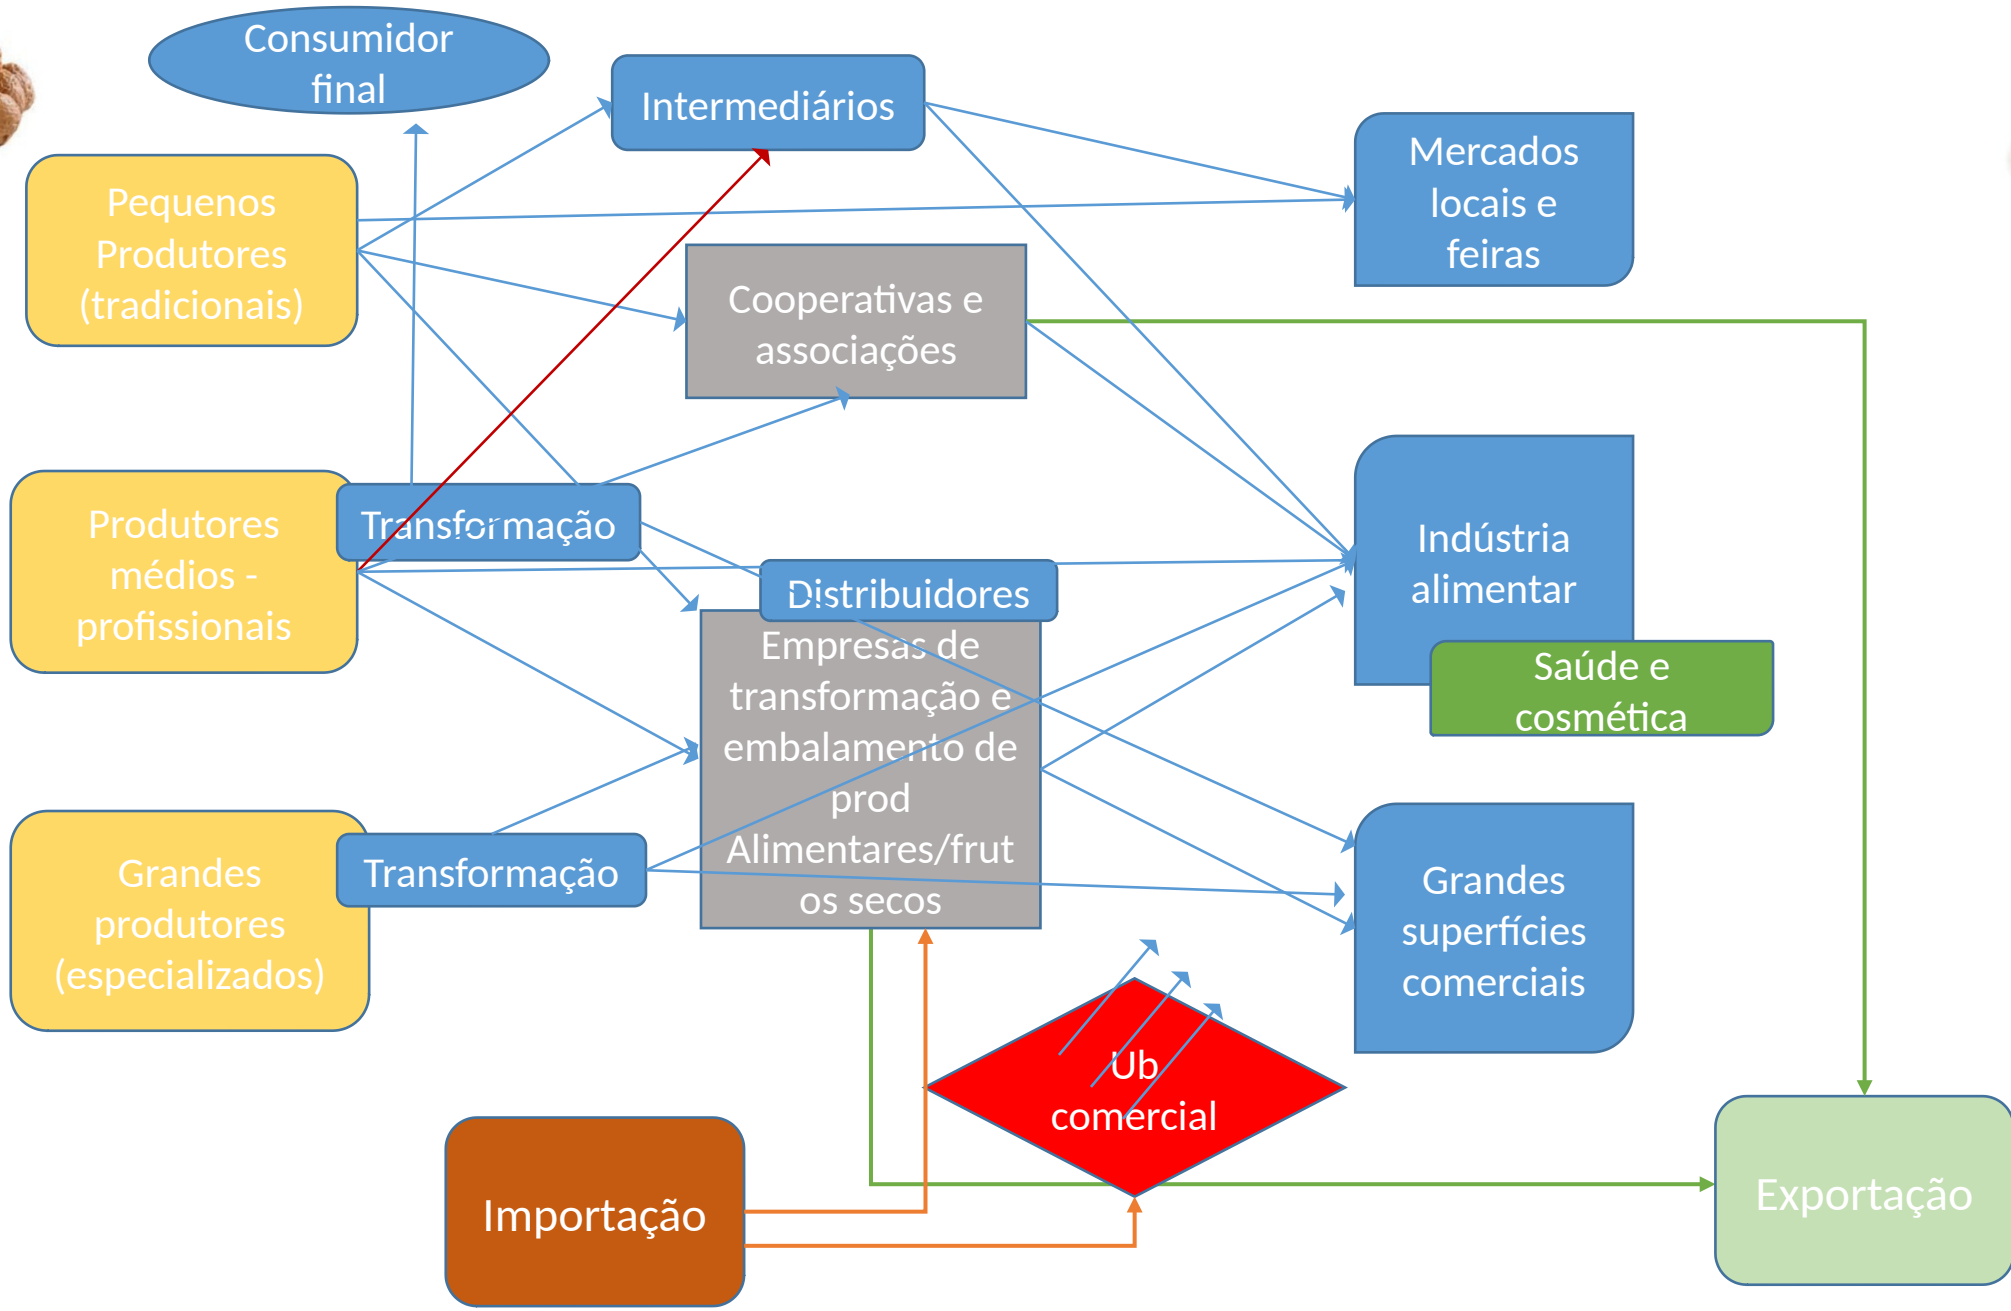 Consumidor
final
Intermediários
Pequenos
Produtores
(tradicionais)
Mercados
locais e
feiras
Cooperativas e
associações
Produtores
médios -
profissionais
Transformação
Distribuidores
Empresas de
transformação e
embalamento de
prod
Alimentares/frut
os secos
Indústria
alimentar
Saúde e
cosmética
Grandes
produtores
(especializados)
Transformação
Grandes
superfícies
comerciais
Ub
comercial
Importação
Exportação